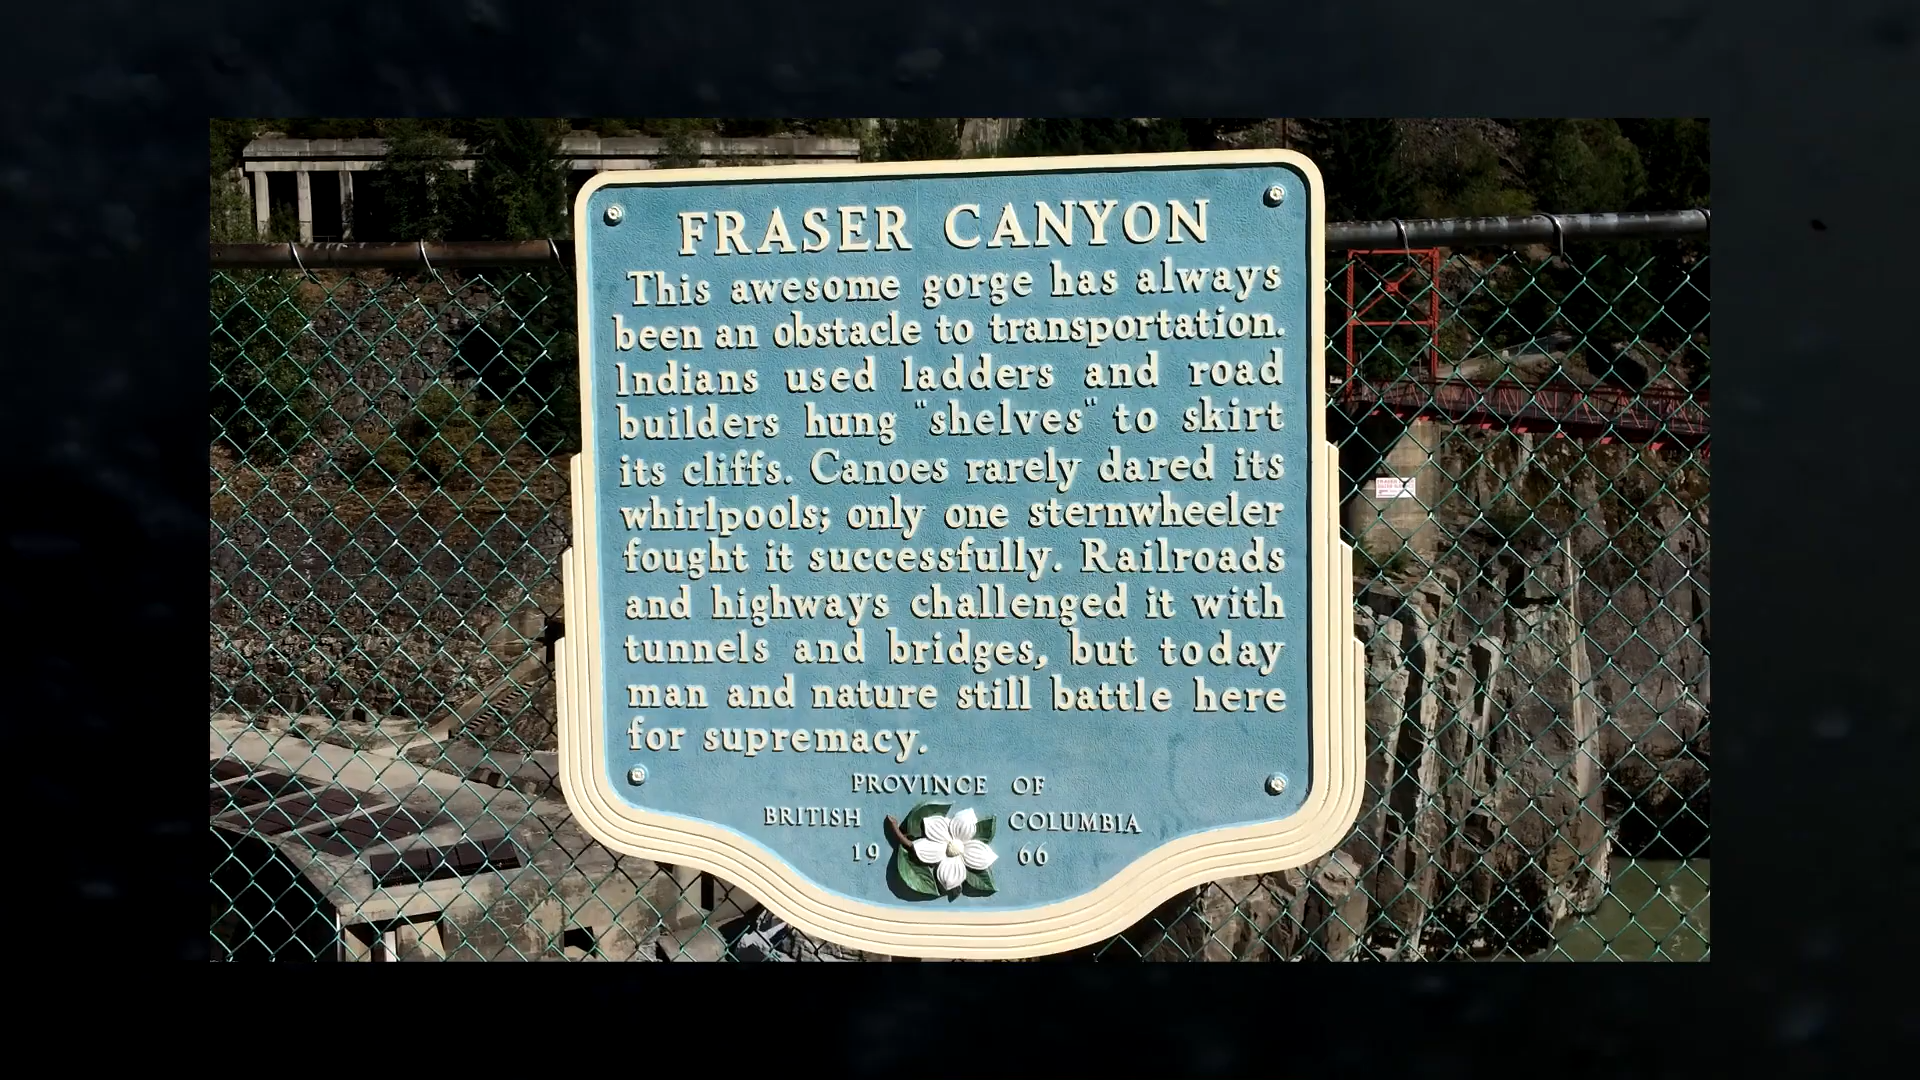 FRASER CANYON
This awesome gorge has always
been an obstacle to transportation.
Indians used ladders and road
builders hung "shelves" to skirt
its cliffs. Canoes rarely dared its
whirlpools; only one sternwheeler
fought it successfully. Railroads
and highways challenged it with
tunnels and bridges, but today
man and nature still battle here
for supremacy.
PROVINCE OF
BRITISH COLUMBIA
19 66